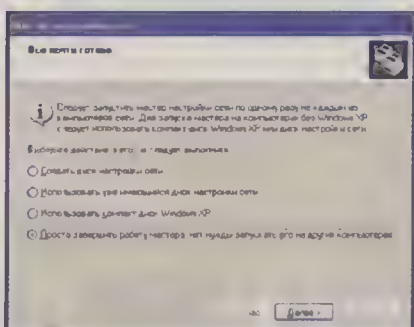 Все почти готово
Следует запустить мастер настройки сети по одному разу на каждом из
компьютеров сети. Для запуска мастера на компьютерах без Windows XP
следует использовать компакт-диск Windows XP или диск настройки сети.
Выберите действие, которое следует выполнить:
Создать диск настройки сети
Использовать уже имеющийся диск настройки сети
Использовать компакт-диск Windows XP
Просто завершить работу мастера, нет нужды запускать его на других компьютерах
Далее >